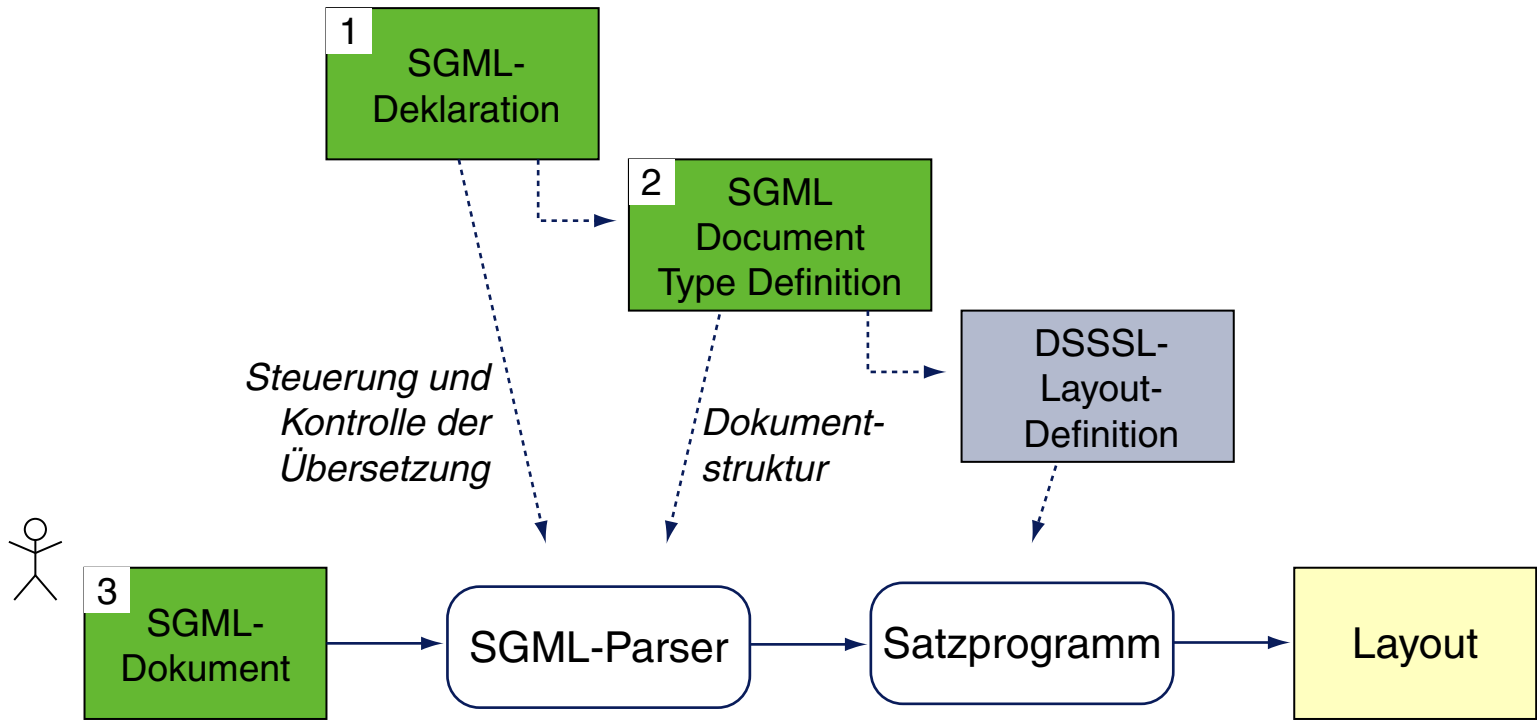 1
SGML-
Deklaration
2
SGML
Document
Type Definition
DSSSL-
Layout-
Definition
Steuerung und
Kontrolle der
Übersetzung
Dokument-
struktur
3
SGML-
Dokument
SGML-Parser
Satzprogramm
Layout